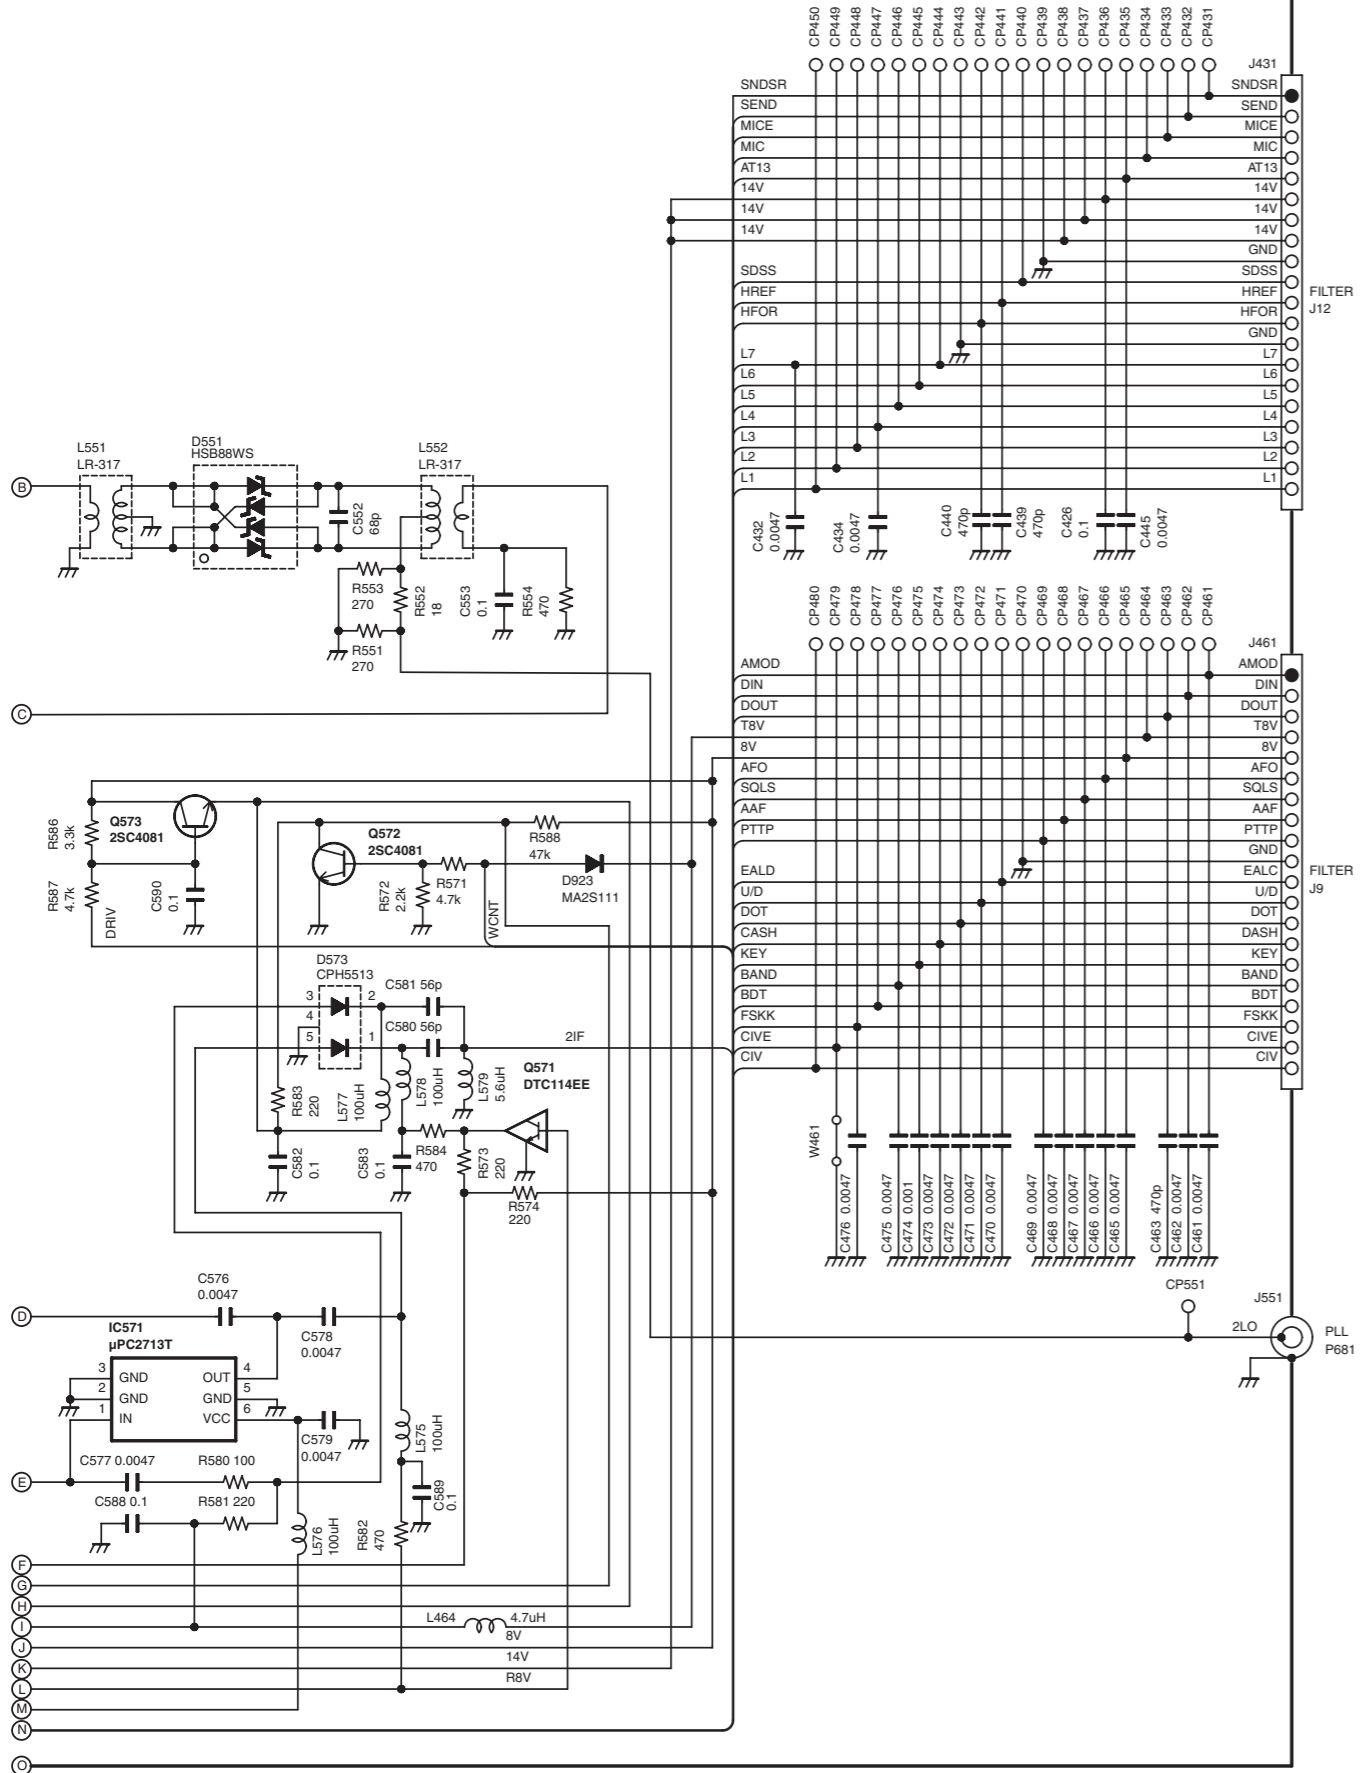 CP450
CP449
CP448
CP447
CP446
CP445
CP444
CP443
CP442
CP441
CP440
CP439
CP438
CP437
CP436
CP435
CP434
CP433
CP432
CP431
J431
SNDSR SNDSR
SEND SEND
MICE MICE
MIC MIC
AT13 AT13
14V 14V
14V 14V
14V 14V
GND
SDSS SDSS
HREF HREF
HFOR HFOR
GND
L7 L7
L6 L6
L5 L5
L4 L4
L3 L3
L2 L2
L1 L1
FILTER
J12
C432
0.0047
C434
0.0047
C440
470p
C439
470p
C426
0.1
C445
0.0047
L551
LR-317
D551
HSB88WS
L552
LR-317
B
C552
68p
R553
270
R552
18
C553
0.1
R554
470
R551
270
C
CP480
CP479
CP478
CP477
CP476
CP475
CP474
CP473
CP472
CP471
CP470
CP469
CP468
CP467
CP466
CP465
CP464
CP463
CP462
CP461
J461
AMOD AMOD
DIN DIN
DOUT DOUT
T8V T8V
8V 8V
AFO AFO
SQLS SQLS
AAF AAF
PTTP PTTP
GND
EALD EALC
U/D U/D
DOT DOT
CASH DASH
KEY KEY
BAND BAND
BDT BDT
FSKK FSKK
CIVE CIVE
CIV CIV
FILTER
J9
R586
3.3k
Q573
2SC4081
R587
4.7k
C590
0.1
DRIV
Q572
2SC4081
R588
47k
R572
2.2k
R571
4.7k
WCNT
D923
MA2S111
D573
CPH5513
3 2
4
5 1
C581 56p
C580 56p
2IF
R583
220
L577
100uH
L578
100uH
L579
5.6uH
Q571
DTC114EE
C582
0.1
C583
0.1
R584
470
R573
220
R574
220
W461
C476 0.0047
C475 0.0047
C474 0.001
C473 0.0047
C472 0.0047
C471 0.0047
C470 0.0047
C469 0.0047
C468 0.0047
C467 0.0047
C466 0.0047
C465 0.0047
C463 470p
C462 0.0047
C461 0.0047
CP551
J551
2LO
PLL
P681
C576
0.0047
D
C578
0.0047
IC571
µPC2713T
3 GND OUT 4
2 GND GND 5
1 IN VCC 6
C579
0.0047
L575
100uH
C577 0.0047
R580 100
E
C588 0.1
R581 220
C589
0.1
L576
100uH
R582
470
F
G
H
I
L464 4.7uH
J
8V
K
14V
L
R8V
M
N
O